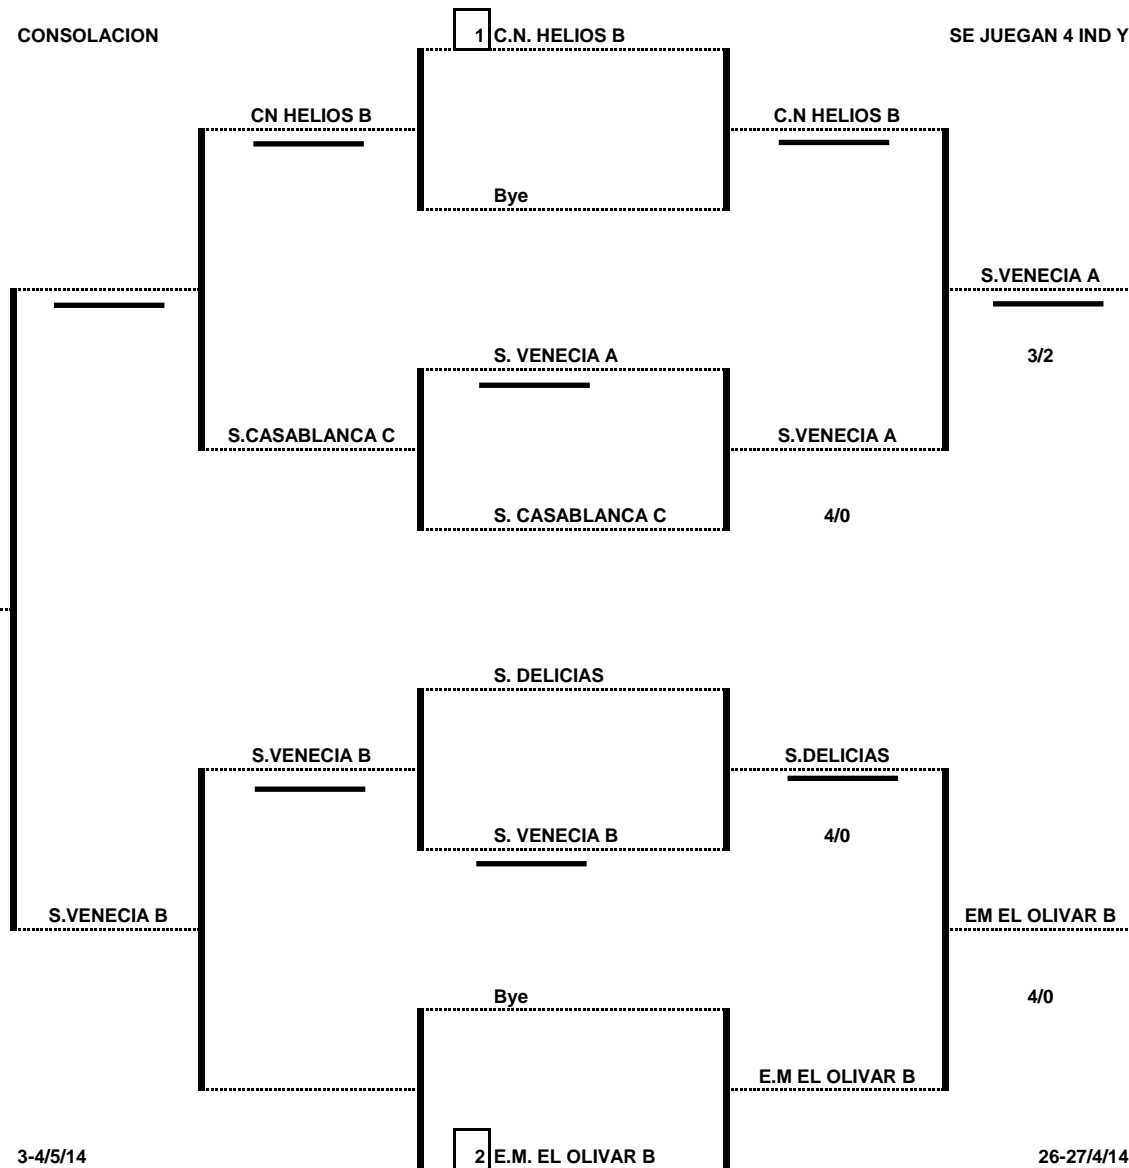 CONSOLACION 1 C.N. HELIOS B SE JUEGAN 4 IND Y
CN HELIOS B C.N HELIOS B
Bye
S.VENECIA A
S. VENECIA A 3/2
S.CASABLANCA C S.VENECIA A
S. CASABLANCA C 4/0
S. DELICIAS
S.VENECIA B S.DELICIAS
S. VENECIA B 4/0
S.VENECIA B EM EL OLIVAR B
Bye 4/0
E.M EL OLIVAR B
3-4/5/14 2 E.M. EL OLIVAR B 26-27/4/14